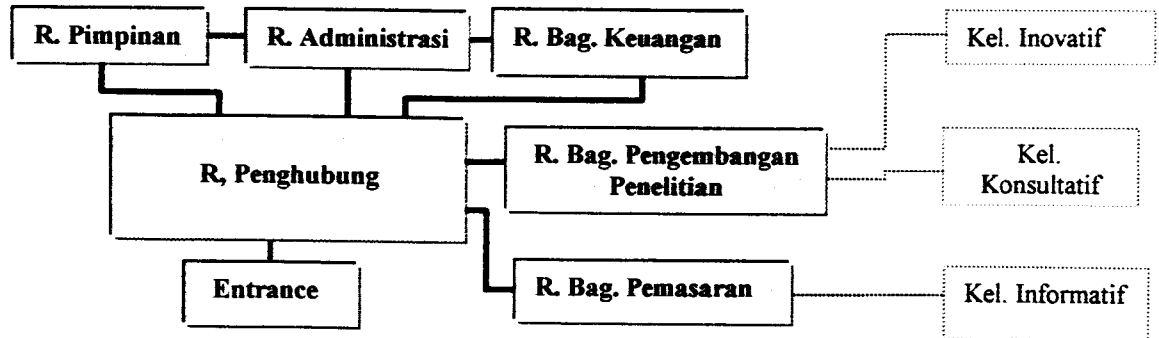 R. Pimpinan
R. Administrasi
R. Bag. Keuangan
Kel. Inovatif
R, Penghubung
R. Bag. Pengembangan
Penelitian
Kel.
Konsultatif
Entrance
R. Bag. Pemasaran
Kel. Informatif